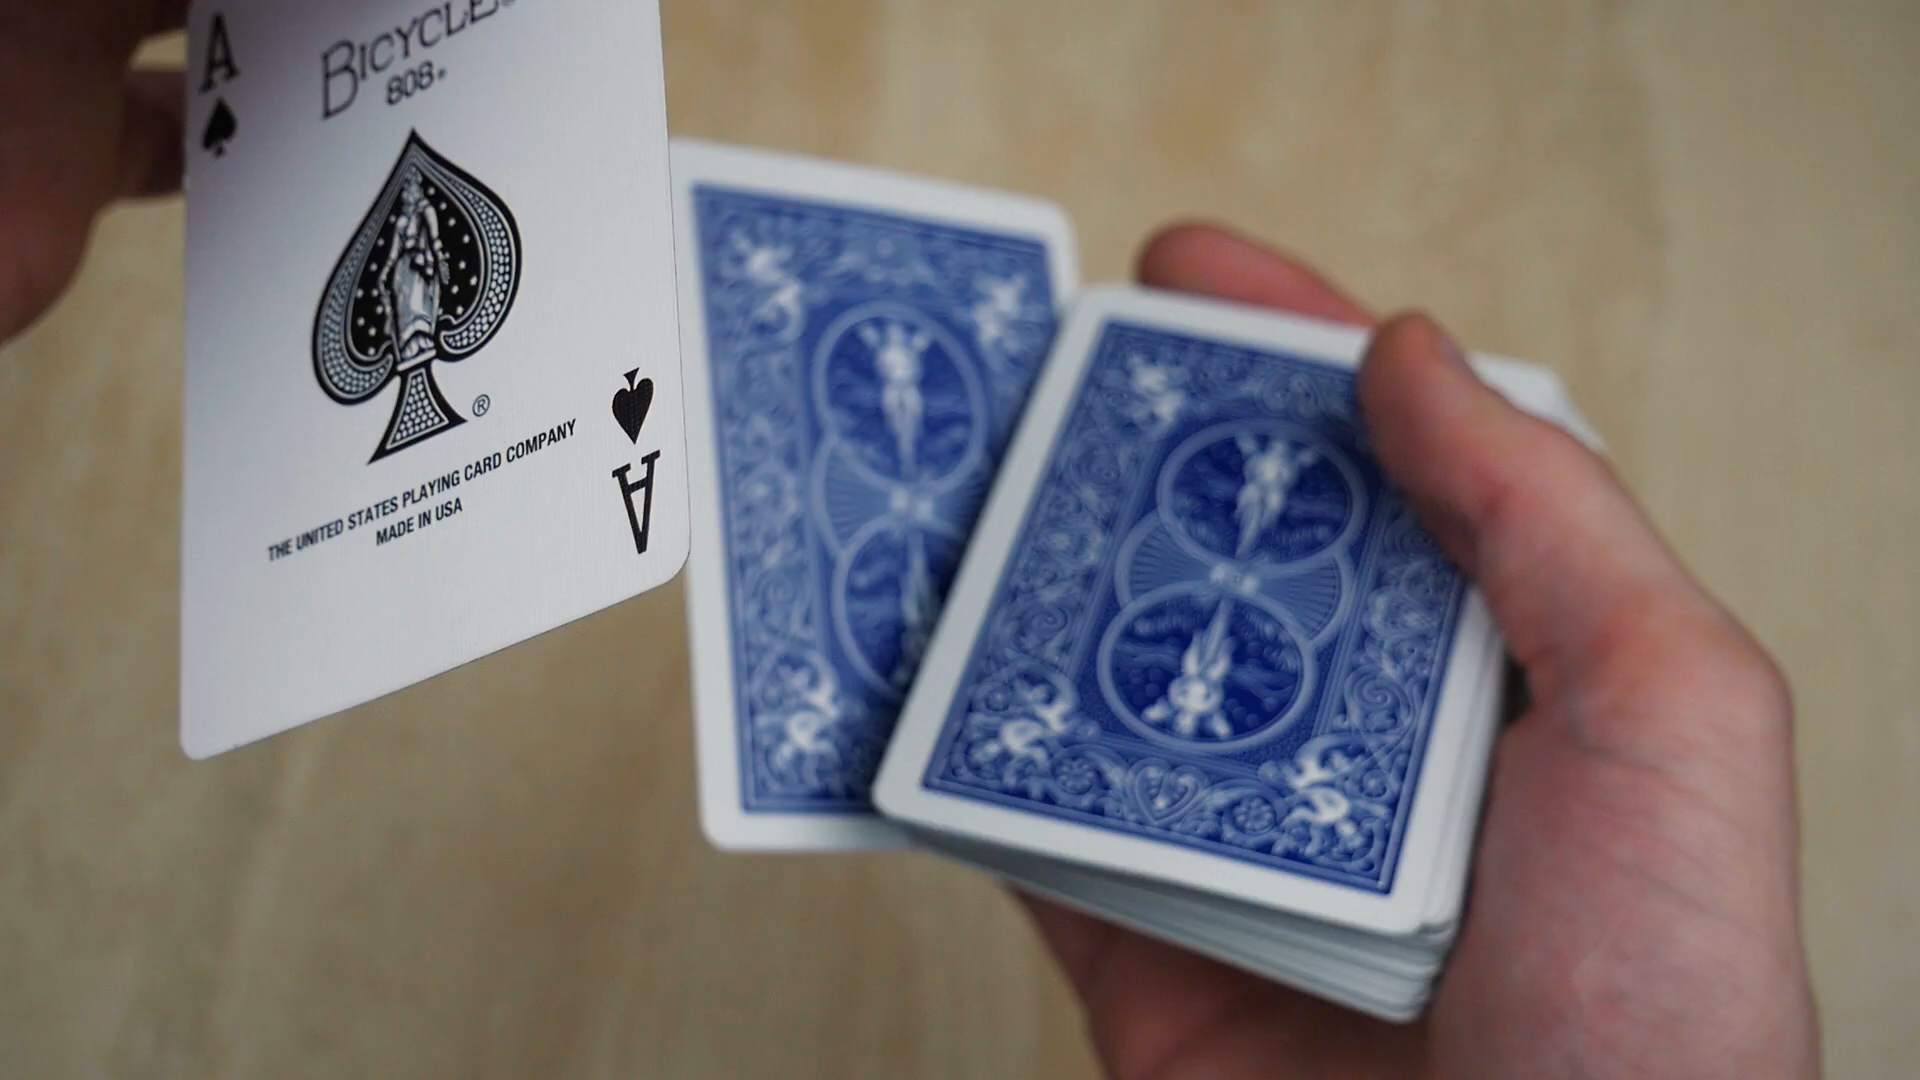 A
BICYCLE®
808®
®
THE UNITED STATES PLAYING CARD COMPANY
MADE IN USA
A